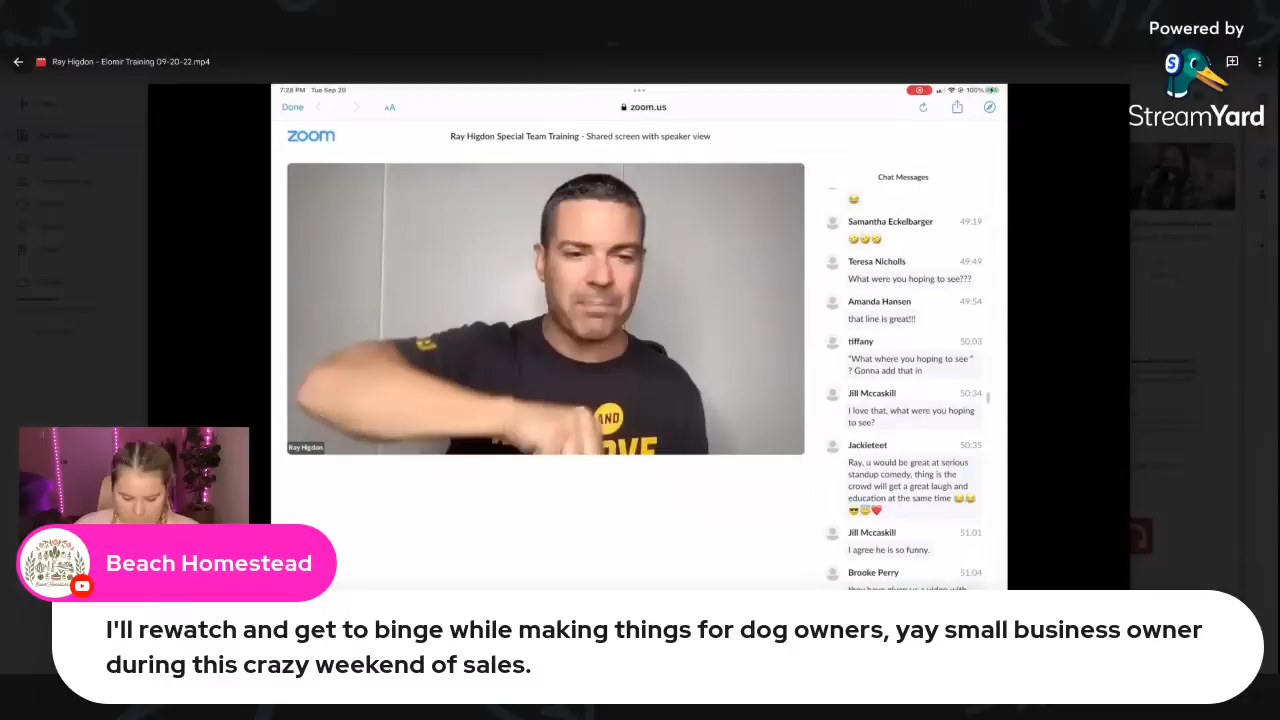 Powered by
StreamYard
Ray Higdon - Elomir Training 09-20-22.mp4
7:28 PM Tue Sep 20
100%
Done
AA
zoom.us
zoom
Ray Higdon Special Team Training - Shared screen with speaker view
Chat Messages
😂
Samantha Eckelbarger 49:19
🤣🤣🤣
Teresa Nicholls 49:49
What were you hoping to see???
Amanda Hansen 49:54
that line is great!!!
tiffany 50:03
"What where you hoping to see "
? Gonna add that in
Jill Mccaskill 50:34
I love that, what were you hoping
to see?
Jackieteet 50:35
Ray, u would be great at serious
standup comedy, thing is the
crowd will get a great laugh and
education at the same time 😂😂
😎😇❤️
Jill Mccaskill 51:01
I agree he is so funny.
Brooke Perry 51:04
AND
Ray Higdon
Beach Homestead
I'll rewatch and get to binge while making things for dog owners, yay small business owner
during this crazy weekend of sales.